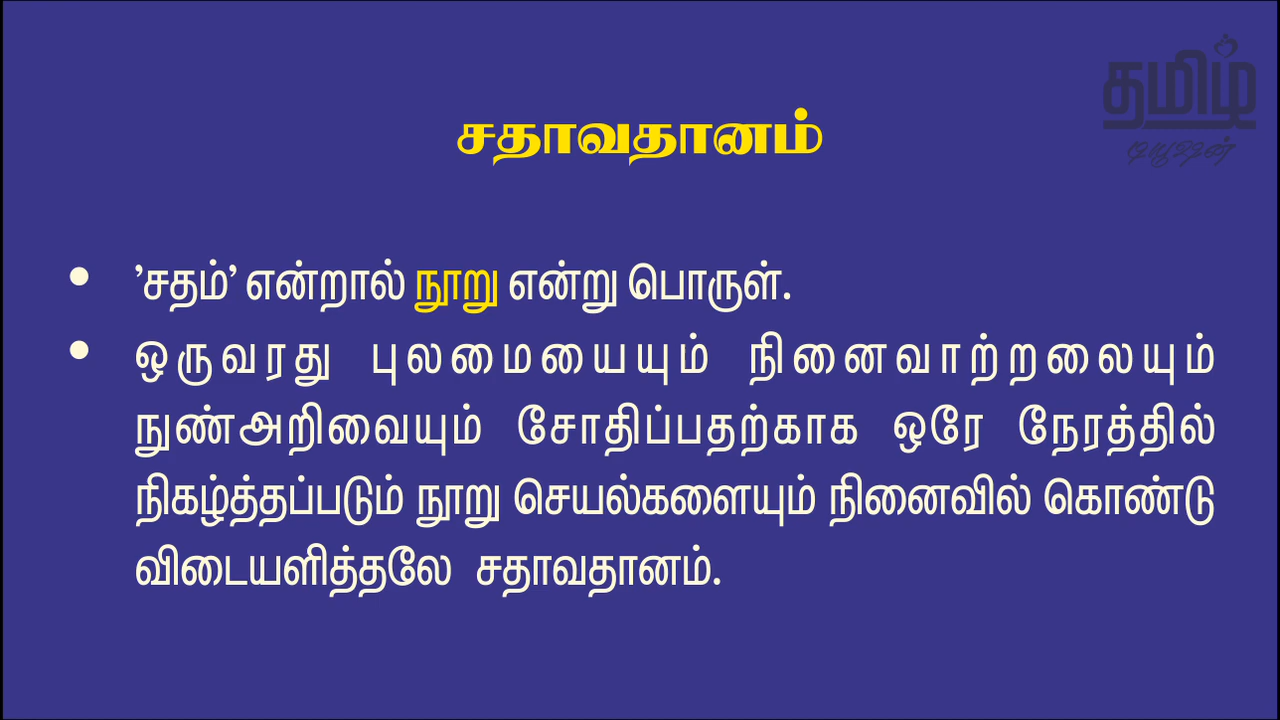 தமிழ்
டியூஷன்
சதாவதானம்
• ’சதம்’ என்றால் நூறு என்று பொருள்.
• ஒருவரது புலமையையும் நினைவாற்றலையும்
நுண்அறிவையும் சோதிப்பதற்காக ஒரே நேரத்தில்
நிகழ்த்தப்படும் நூறு செயல்களையும் நினைவில் கொண்டு
விடையளித்தலே சதாவதானம்.